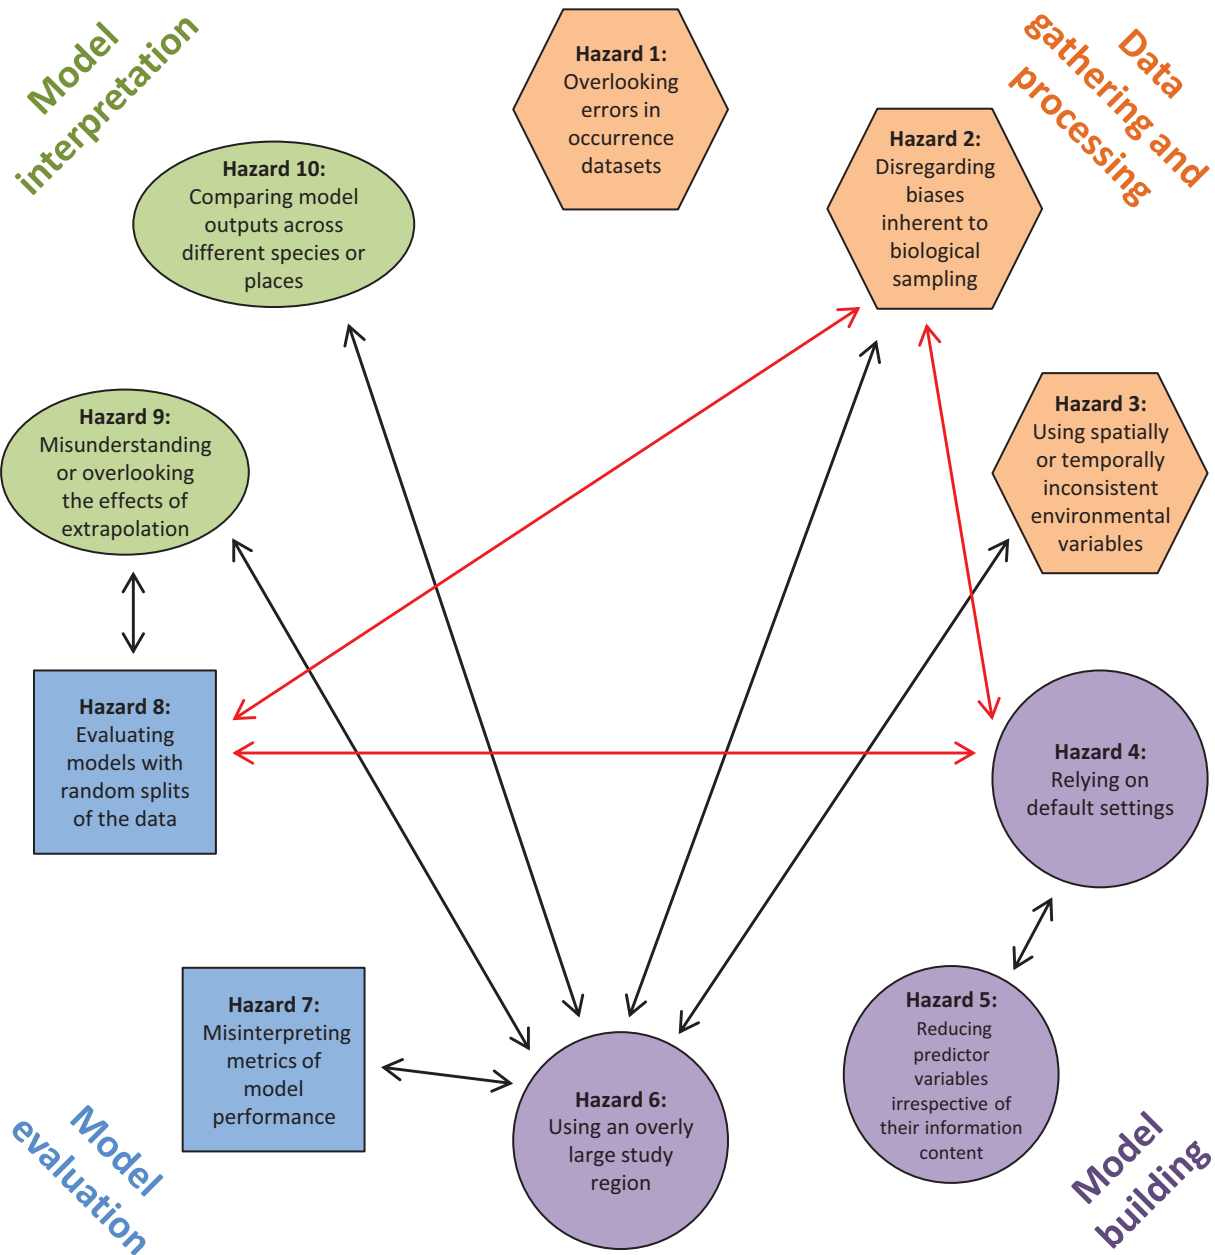 Model
interpretation
Data
gathering and
processing
Hazard 1:
Overlooking
errors in
occurrence
datasets
Hazard 2:
Disregarding
biases
inherent to
biological
sampling
Hazard 3:
Using spatially
or temporally
inconsistent
environmental
variables
Hazard 4:
Relying on
default settings
Hazard 5:
Reducing
predictor
variables
irrespective of
their information
content
Hazard 6:
Using an overly
large study
region
Hazard 7:
Misinterpreting
metrics of
model
performance
Hazard 8:
Evaluating
models with
random splits
of the data
Hazard 9:
Misunderstanding
or overlooking
the effects of
extrapolation
Hazard 10:
Comparing model
outputs across
different species or
places
Model
evaluation
Model
building